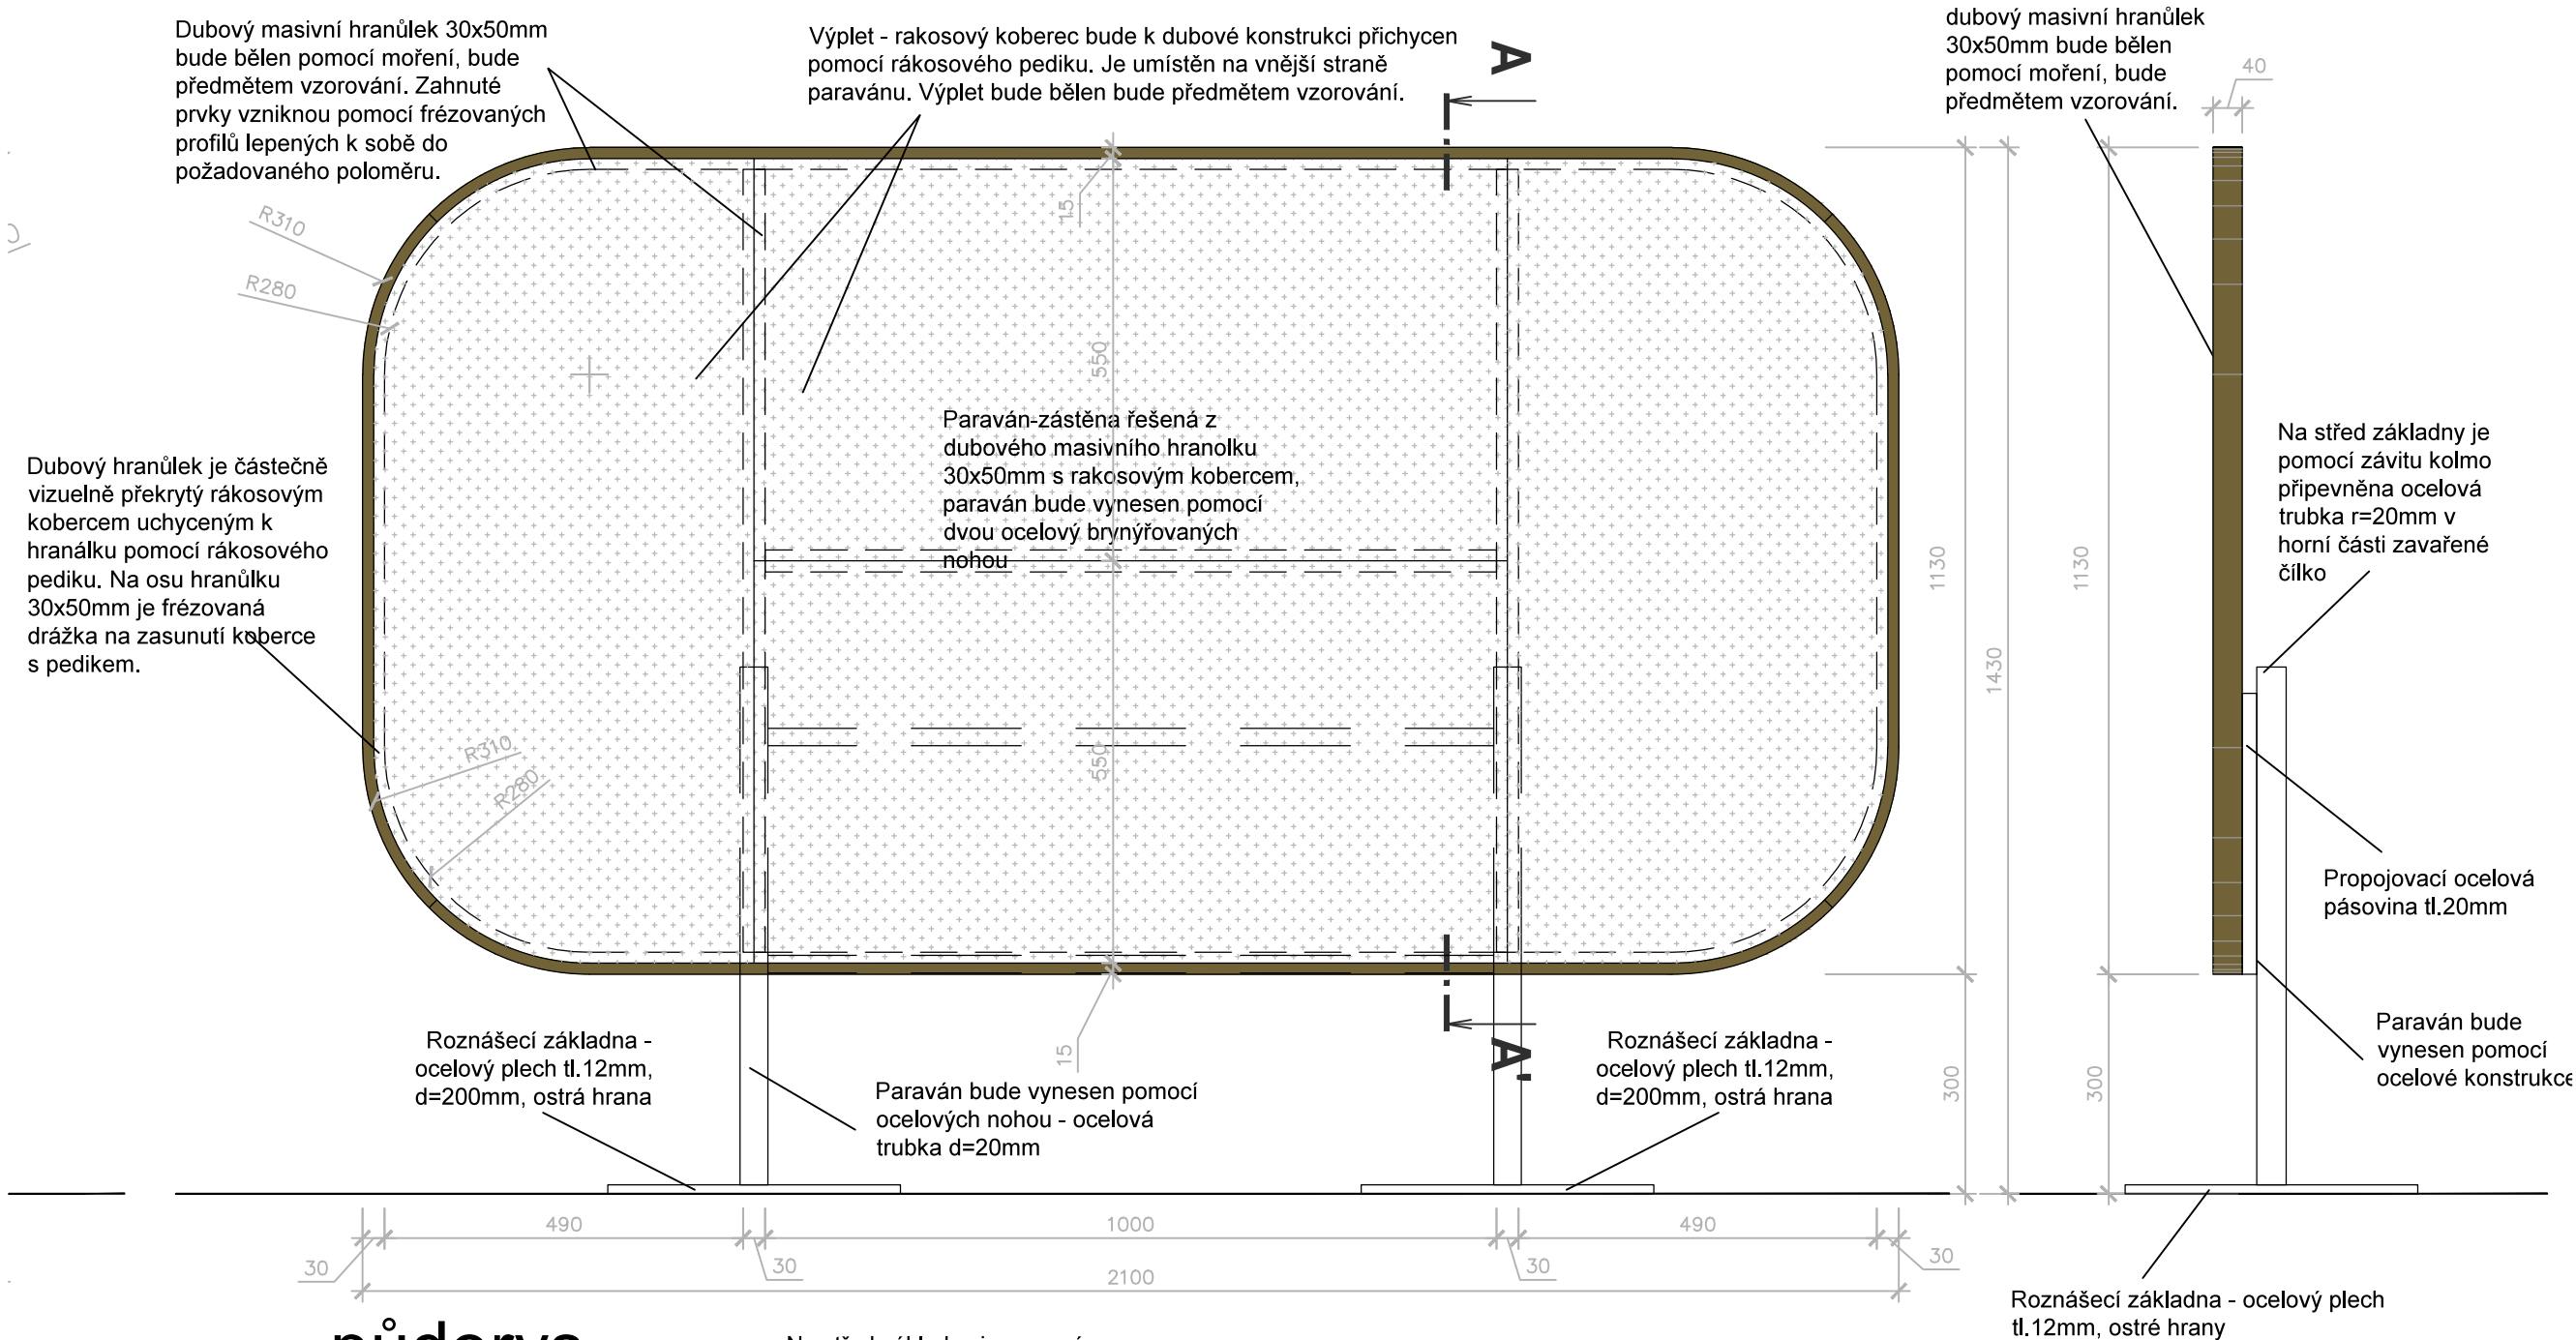 Dubový masivní hranůlek 30x50mm
bude bělen pomocí moření, bude
předmětem vzorování. Zahnuté
prvky vzniknou pomocí frézovaných
profilů lepených k sobě do
požadovaného poloměru.
Výplet - rakosový koberec bude k dubové konstrukci přichycen
pomocí rákosového pediku. Je umístěn na vnější straně
paravánu. Výplet bude bělen bude předmětem vzorování.
A
dubový masivní hranůlek
30x50mm bude bělen
pomocí moření, bude
předmětem vzorování.
40
R310
R280
15
550
Paraván-zástěna řešená z
dubového masivního hranolku
30x50mm s rakosovým kobercem,
paraván bude vynesen pomocí
dvou ocelový brynýřovaných
nohou
Dubový hranůlek je částečně
vizuelně překrytý rákosovým
kobercem uchyceným k
hranálku pomocí rákosového
pediku. Na osu hranůlku
30x50mm je frézovaná
drážka na zasunutí koberce
s pedikem.
1130
1430
1130
Na střed základny je
pomocí závitu kolmo
připevněna ocelová
trubka r=20mm v
horní části zavařené
čílko
R310
R280
550
Propojovací ocelová
pásovina tl.20mm
Roznášecí základna -
ocelový plech tl.12mm,
d=200mm, ostrá hrana
15
Paraván bude vynesen pomocí
ocelových nohou - ocelová
trubka d=20mm
A'
Roznášecí základna -
ocelový plech tl.12mm,
d=200mm, ostrá hrana
300
300
Paraván bude
vynesen pomocí
ocelové konstrukce
490
1000
490
30
30
30
30
2100
Roznášecí základna - ocelový plech
tl.12mm, ostré hrany
půdorys